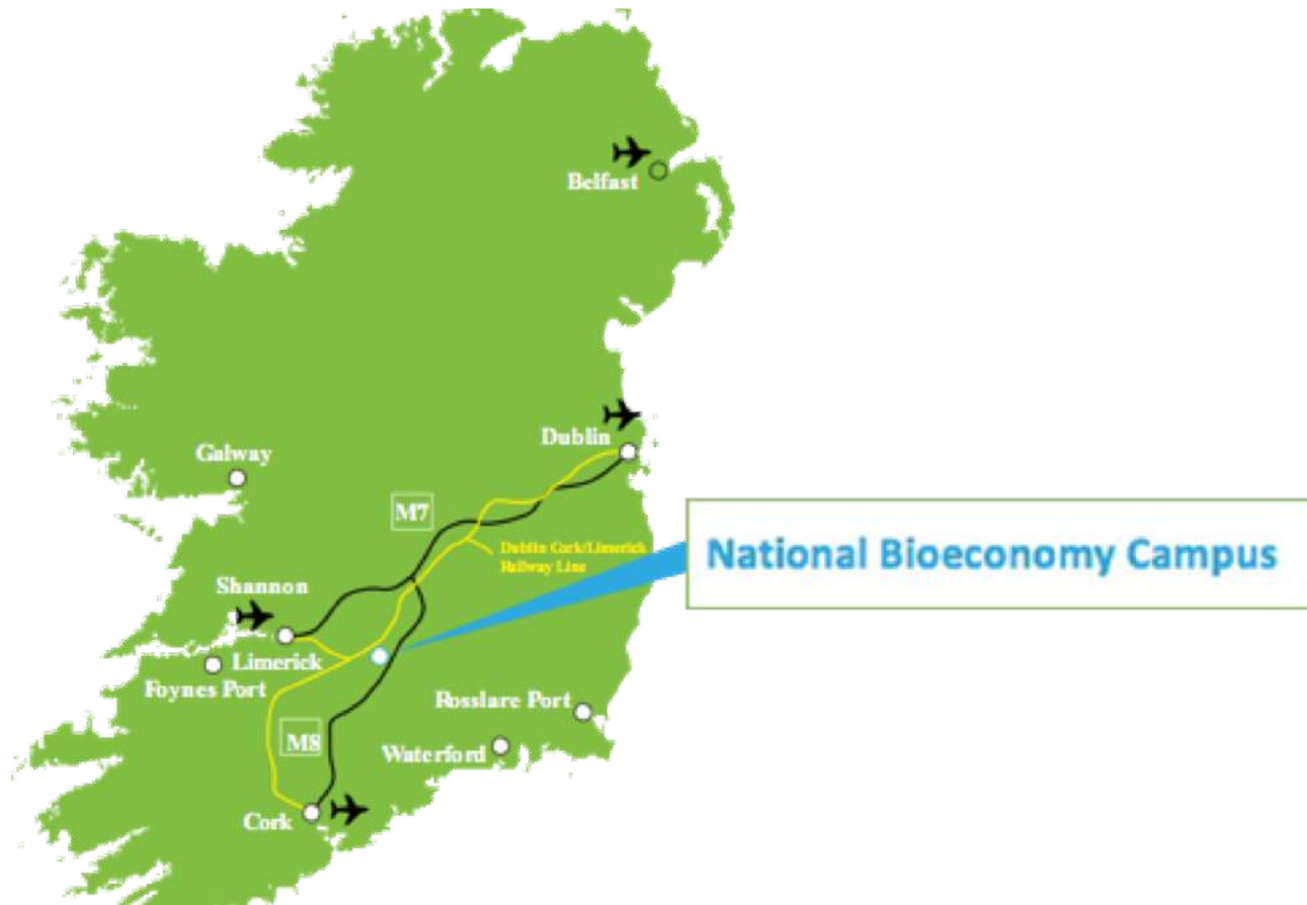 Belfast
Dublin
Galway
M7
National Bioeconomy Campus
Dublin Cork/Limerick
Railway Line
Shannon
Limerick
Foynes Port
Rosslare Port
M8
Waterford
Cork